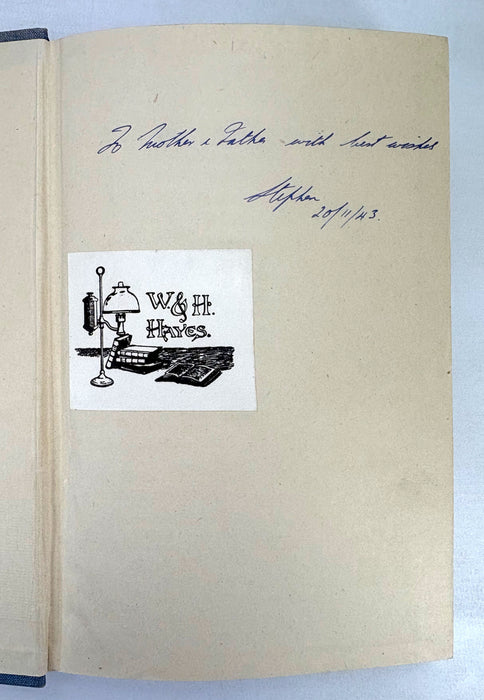 To Mother & Father - with best wishes
Stephen
20/11/43.
W. & H.
HAYES.